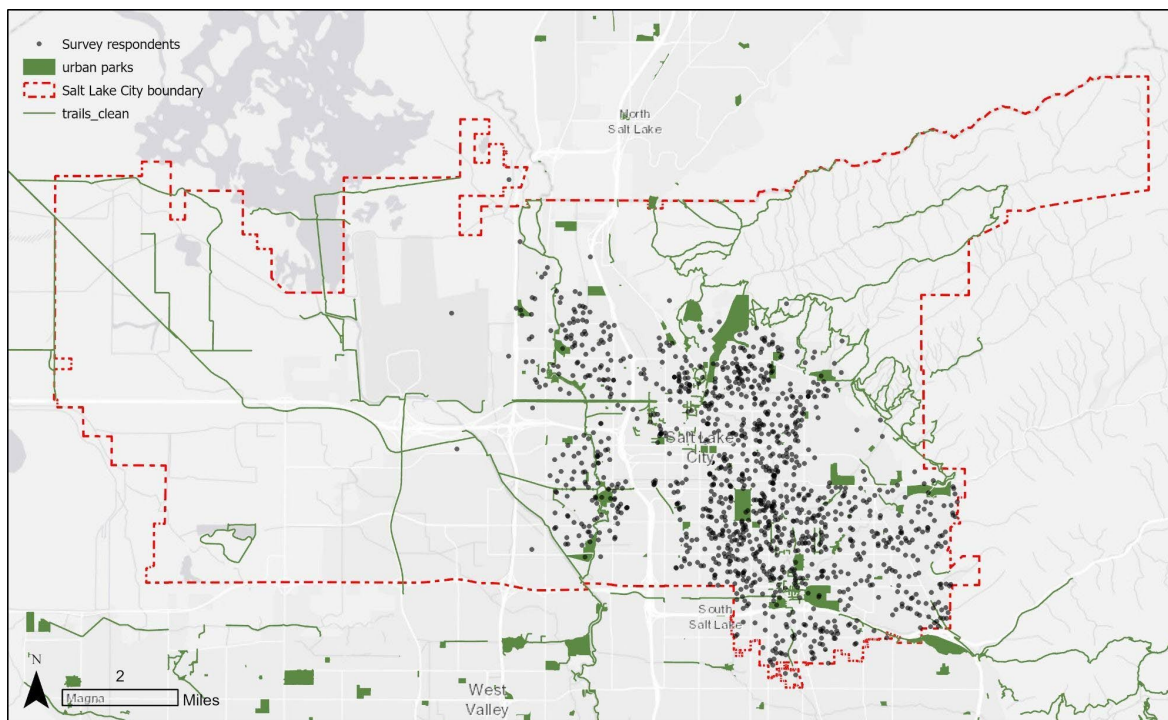 Survey respondents
urban parks
Salt Lake City boundary
trails_clean
North
Salt Lake
Salt Lake
City
South
Salt Lake
N
2
Magna
Miles
West
Valley